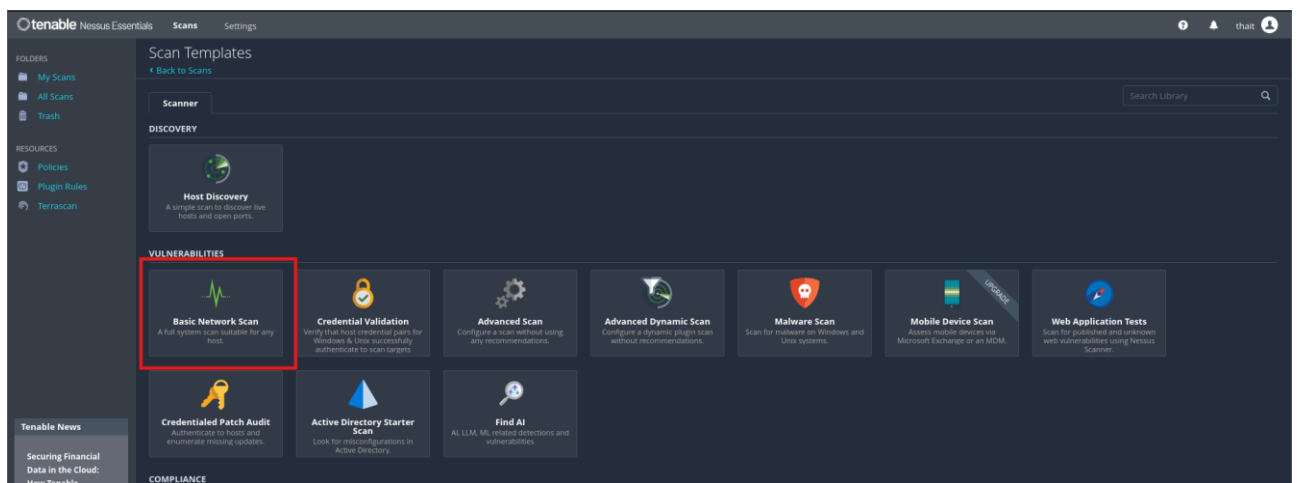 tenable Nessus Essentials Scans Settings thait
FOLDERS
My Scans
All Scans
Trash
RESOURCES
Policies
Plugin Rules
Terrascan
Tenable News
Securing Financial
Data in the Cloud:
How Tenable
Scan Templates
Back to Scans
Scanner
Search Library
DISCOVERY
Host Discovery
A simple scan to discover live
hosts and open ports.
VULNERABILITIES
Basic Network Scan
A full system scan suitable for any
host.
Credential Validation
Verify that host credential pairs for
Windows & Unix successfully
authenticate to scan targets
Advanced Scan
Configure a scan without using
any recommendations.
Advanced Dynamic Scan
Configure a dynamic plugin scan
without recommendations.
Malware Scan
Scan for malware on Windows and
Unix systems.
UPGRADE
Mobile Device Scan
Assess mobile devices via
Microsoft Exchange or an MDM.
Web Application Tests
Scan for published and unknown
web vulnerabilities using Nessus
Scanner.
Credentialed Patch Audit
Authenticate to hosts and
enumerate missing updates.
Active Directory Starter
Scan
Look for misconfigurations in
Active Directory.
Find AI
AI, LLM, ML related detections and
vulnerabilities
COMPLIANCE